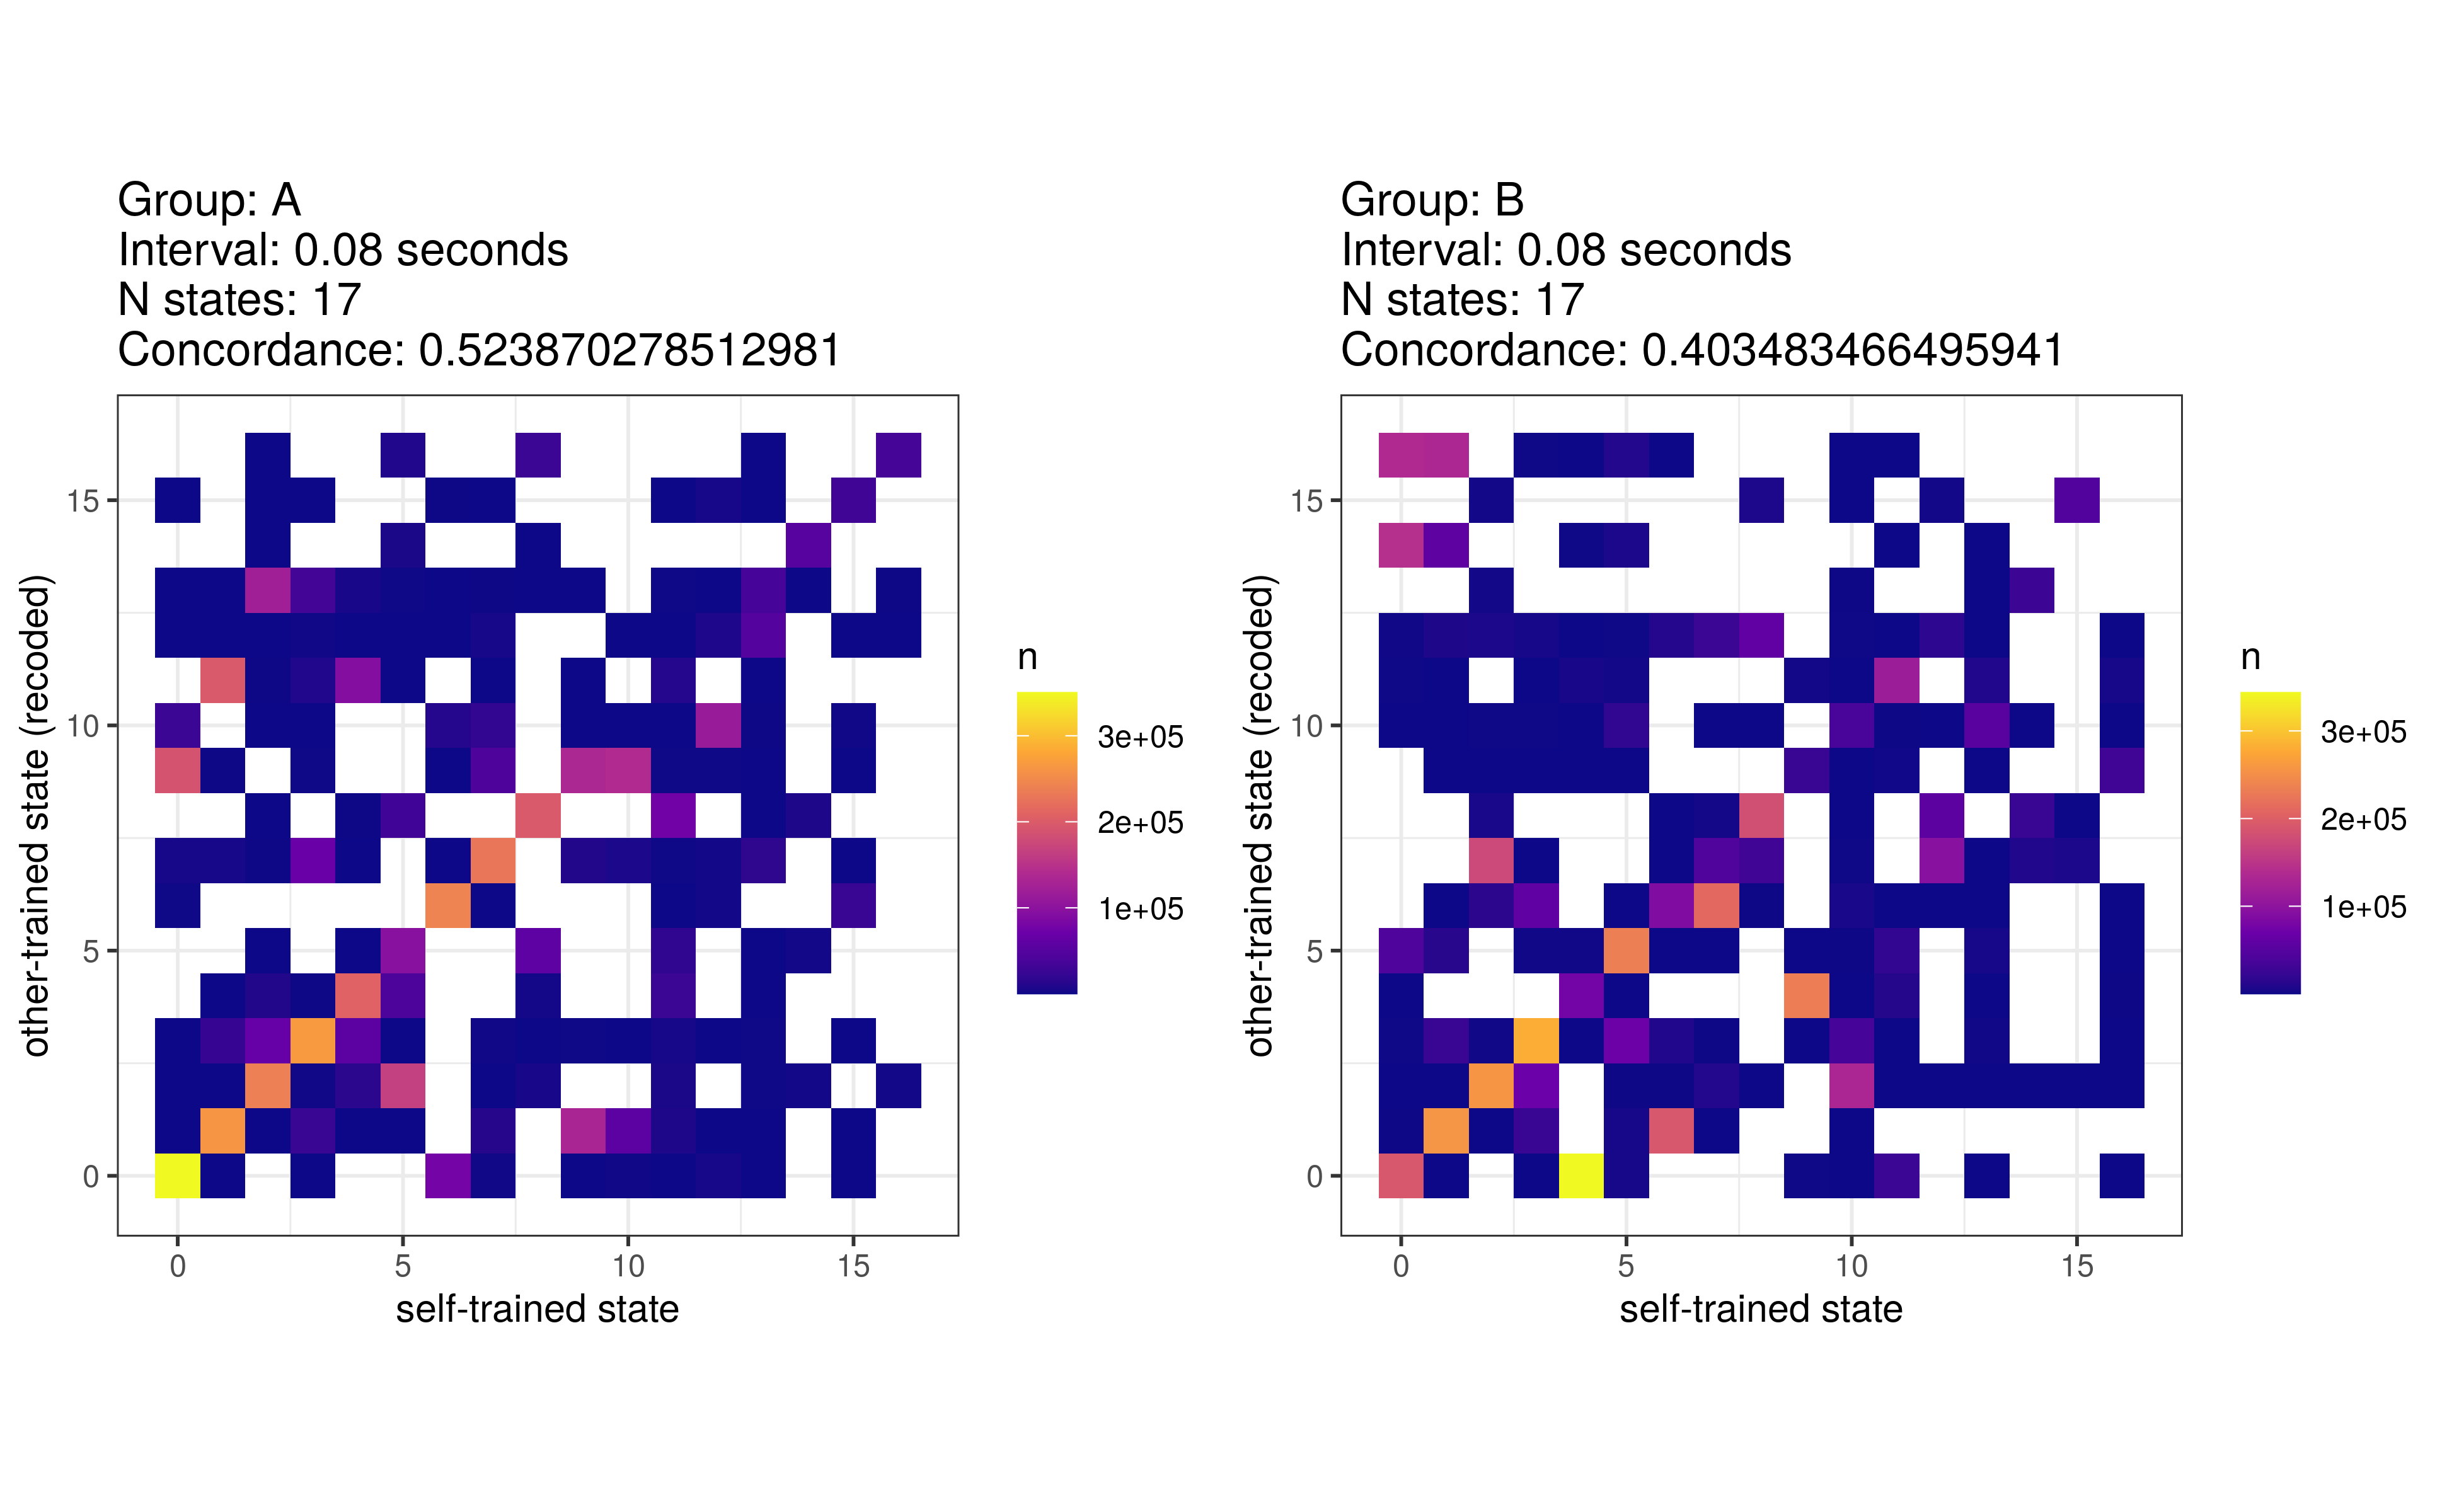 Group: A
Interval: 0.08 seconds
N states: 17
Concordance: 0.523870278512981
other-trained state (recoded)
15
10
5
0
0
5
10
15
self-trained state
n
3e+05
2e+05
1e+05
Group: B
Interval: 0.08 seconds
N states: 17
Concordance: 0.403483466495941
other-trained state (recoded)
15
10
5
0
0
5
10
15
self-trained state
n
3e+05
2e+05
1e+05